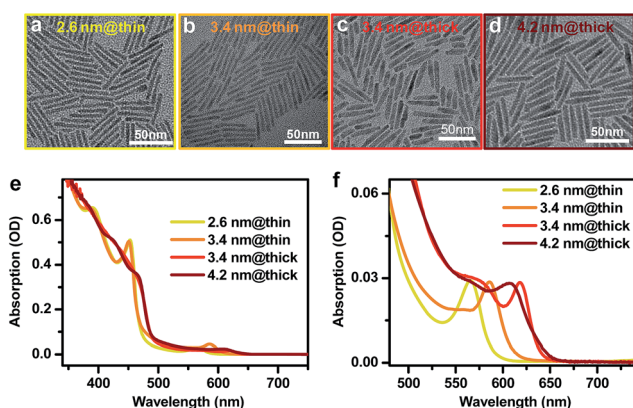 a
2.6 nm@thin
50nm
b
3.4 nm@thin
50nm
c
3.4 nm@thick
50nm
d
4.2 nm@thick
50nm
e
Absorption (OD)
0.6
0.4
0.2
0.0
2.6 nm@thin
3.4 nm@thin
3.4 nm@thick
4.2 nm@thick
400
500
600
700
Wavelength (nm)
f
Absorption (OD)
0.06
0.03
0.00
2.6 nm@thin
3.4 nm@thin
3.4 nm@thick
4.2 nm@thick
500
550
600
650
700
Wavelength (nm)